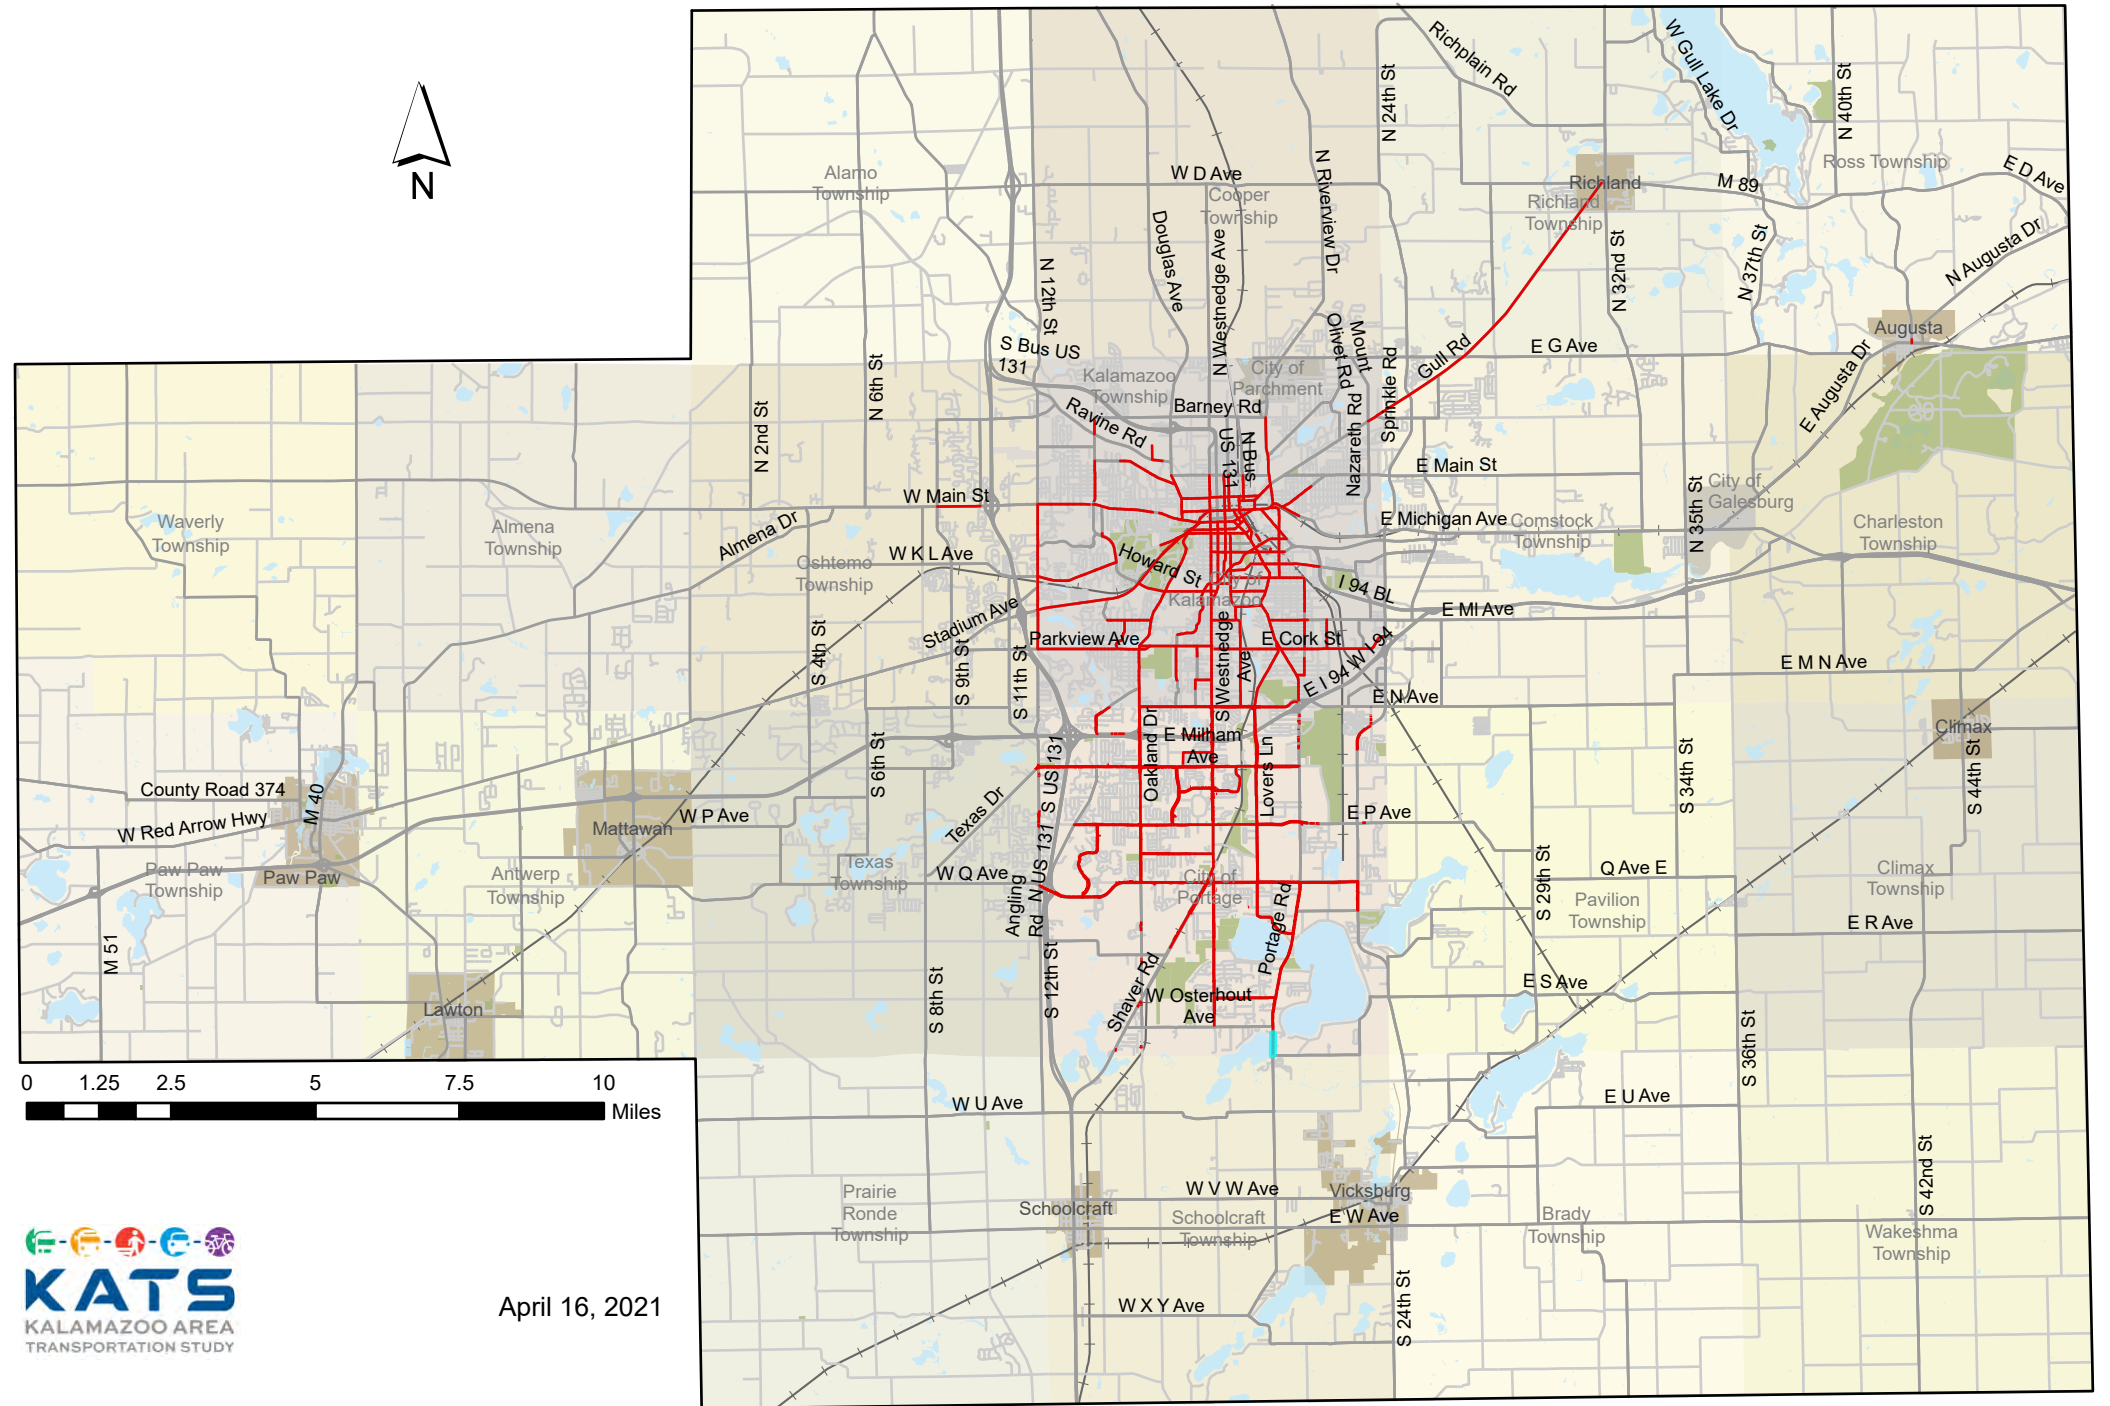 Richplain Rd
W Gull Lake Dr
N 24th St
N 40th St
N
Alamo
Township
W D Ave
Cooper
Township
N Riverview Dr
Richland
Richland
Township
M 89
Ross Township
E D Ave
Douglas Ave
N Westnedge Ave
N 12th St
N 32nd St
N 37th St
N Augusta Dr
S Bus US
131
Kalamazoo
Township
City of
Parchment
Mount
Olivet Rd
Gull Rd
E G Ave
Augusta
E Augusta Dr
N 6th St
N 2nd St
Ravine Rd
Barney Rd
N Bus
US 131
Nazareth Rd
Sprinkle Rd
E Main St
N 35th St
City of
Galesburg
W Main St
Almena Dr
Waverly
Township
Almena
Township
E Michigan Ave
Comstock
Township
Charleston
Township
Oshtemo
Township
W K L Ave
Howard St
City of
Kalamazoo
I 94 BL
E MI Ave
Stadium Ave
S 4th St
S 9th St
S 11th St
Parkview Ave
S Westnedge
Ave
E Cork St
E I 94 W I 94
E M N Ave
E N Ave
Climax
S 6th St
S US 131
Oakland Dr
E Milham
Ave
Lovers Ln
S 34th St
S 44th St
County Road 374
M 40
W Red Arrow Hwy
Mattawan
W P Ave
Texas Dr
E P Ave
Paw Paw
Township
Paw Paw
Antwerp
Township
Texas
Township
W Q Ave
Angling
Rd
N US 131
City of
Portage
Portage Rd
S 29th St
Q Ave E
Pavilion
Township
Climax
Township
E R Ave
M 51
S 8th St
S 12th St
Shaver Rd
W Osterhout
Ave
E S Ave
Lawton
S 36th St
0 1.25 2.5 5 7.5 10
Miles
W U Ave
E U Ave
S 42nd St
Prairie
Ronde
Township
Schoolcraft
W V W Ave
Schoolcraft
Township
Vicksburg
E W Ave
Brady
Township
Wakeshma
Township
KATS
KALAMAZOO AREA
TRANSPORTATION STUDY
April 16, 2021
W X Y Ave
S 24th St